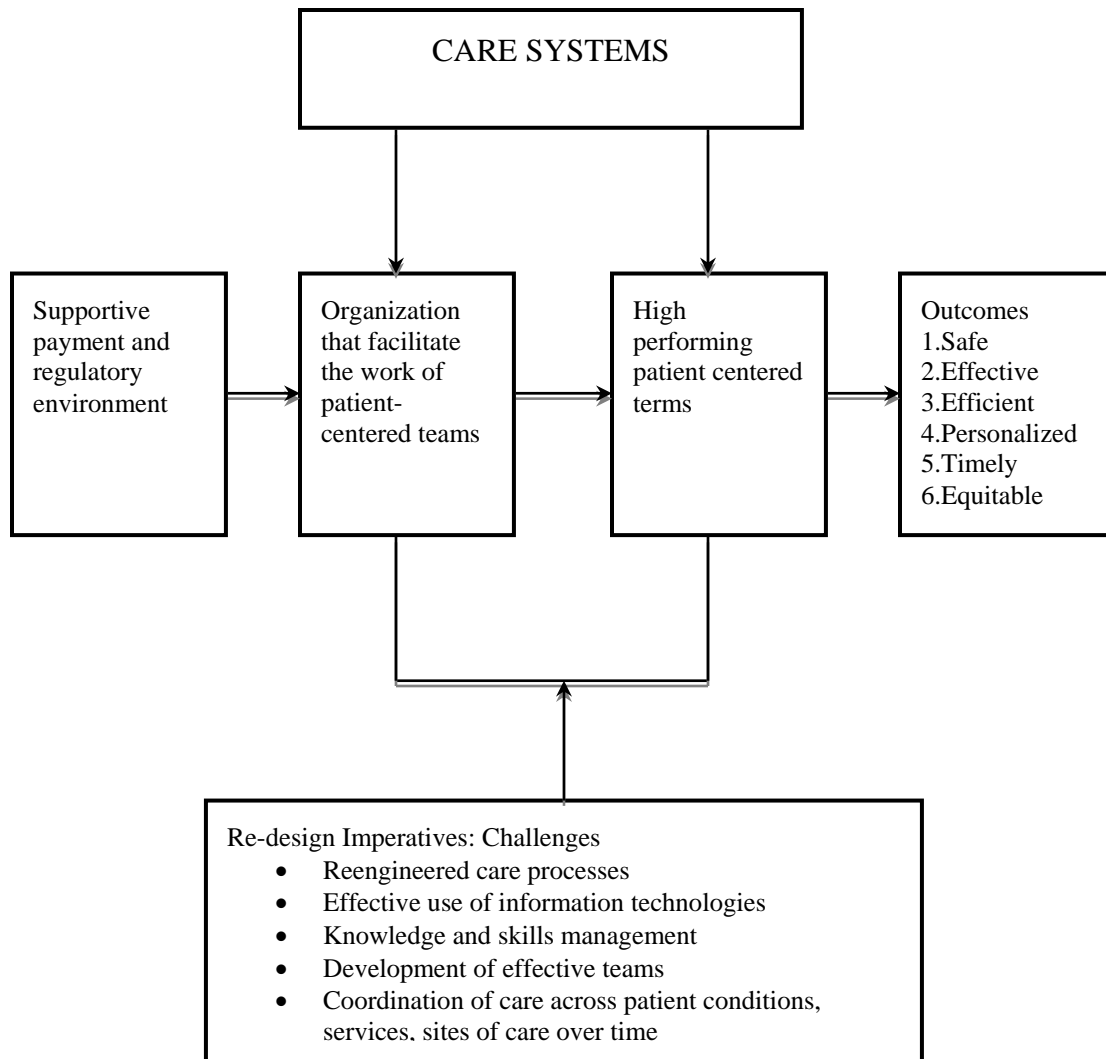 CARE SYSTEMS
Supportive
payment and
regulatory
environment
Organization
that facilitate
the work of
patient-
centered teams
High
performing
patient centered
terms
Outcomes
1.Safe
2.Effective
3.Efficient
4.Personalized
5.Timely
6.Equitable
Re-design Imperatives: Challenges
• Reengineered care processes
• Effective use of information technologies
• Knowledge and skills management
• Development of effective teams
• Coordination of care across patient conditions,
services, sites of care over time